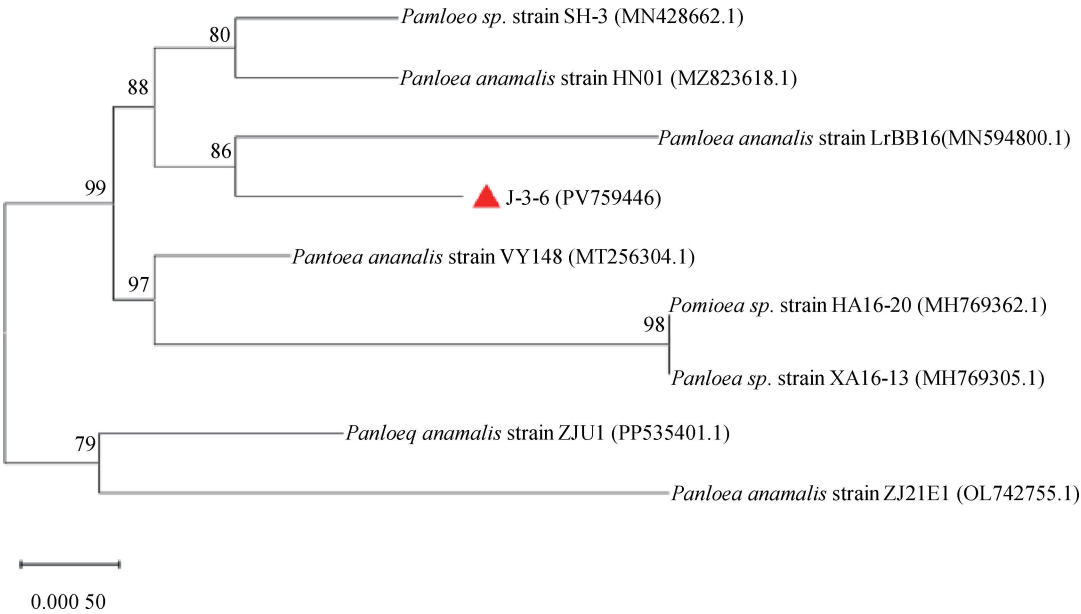 Pamloeo sp. strain SH-3 (MN428662.1)
80
Panloea anamalis strain HN01 (MZ823618.1)
88
Pamloea ananalis strain LrBB16(MN594800.1)
86
99
J-3-6 (PV759446)
Pantoea ananalis strain VY148 (MT256304.1)
97
Pomioea sp. strain HA16-20 (MH769362.1)
98
Panloea sp. strain XA16-13 (MH769305.1)
Panloeq anamalis strain ZJU1 (PP535401.1)
79
Panloea anamalis strain ZJ21E1 (OL742755.1)
0.000 50